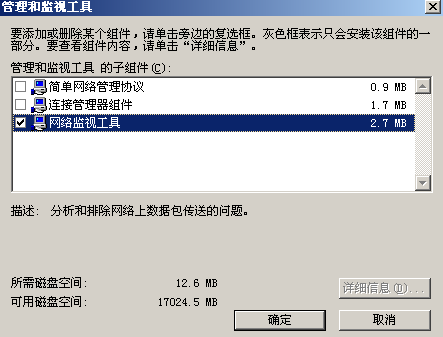 管理和监视工具
要添加或删除某个组件，请单击旁边的复选框。灰色框表示只会安装该组件的一
部分。要查看组件内容，请单击“详细信息”。
管理和监视工具 的子组件(C):
简单网络管理协议 0.9 MB
连接管理器组件 1.7 MB
网络监视工具 2.7 MB
描述: 分析和排除网络上数据包传送的问题。
所需磁盘空间: 12.6 MB
可用磁盘空间: 17024.5 MB
详细信息(D)...
确定 取消